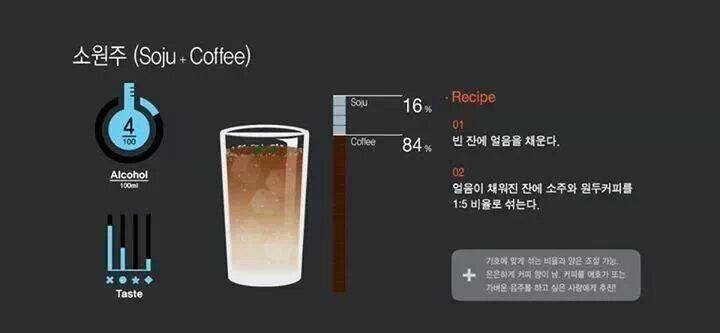 소원주 (Soju + Coffee)
4
100
Alcohol
100ml
Taste
Soju
16 %
Coffee
84 %
· Recipe
01
빈 잔에 얼음을 채운다.
02
얼음이 채워진 잔에 소주와 원두커피를
1:5 비율로 섞는다.
기호에 맞게 섞는 비율과 양은 조절 가능.
은은하게 커피 향이 남. 커피를 애호가 또는
가벼운 음주를 하고 싶은 사람에게 추천!